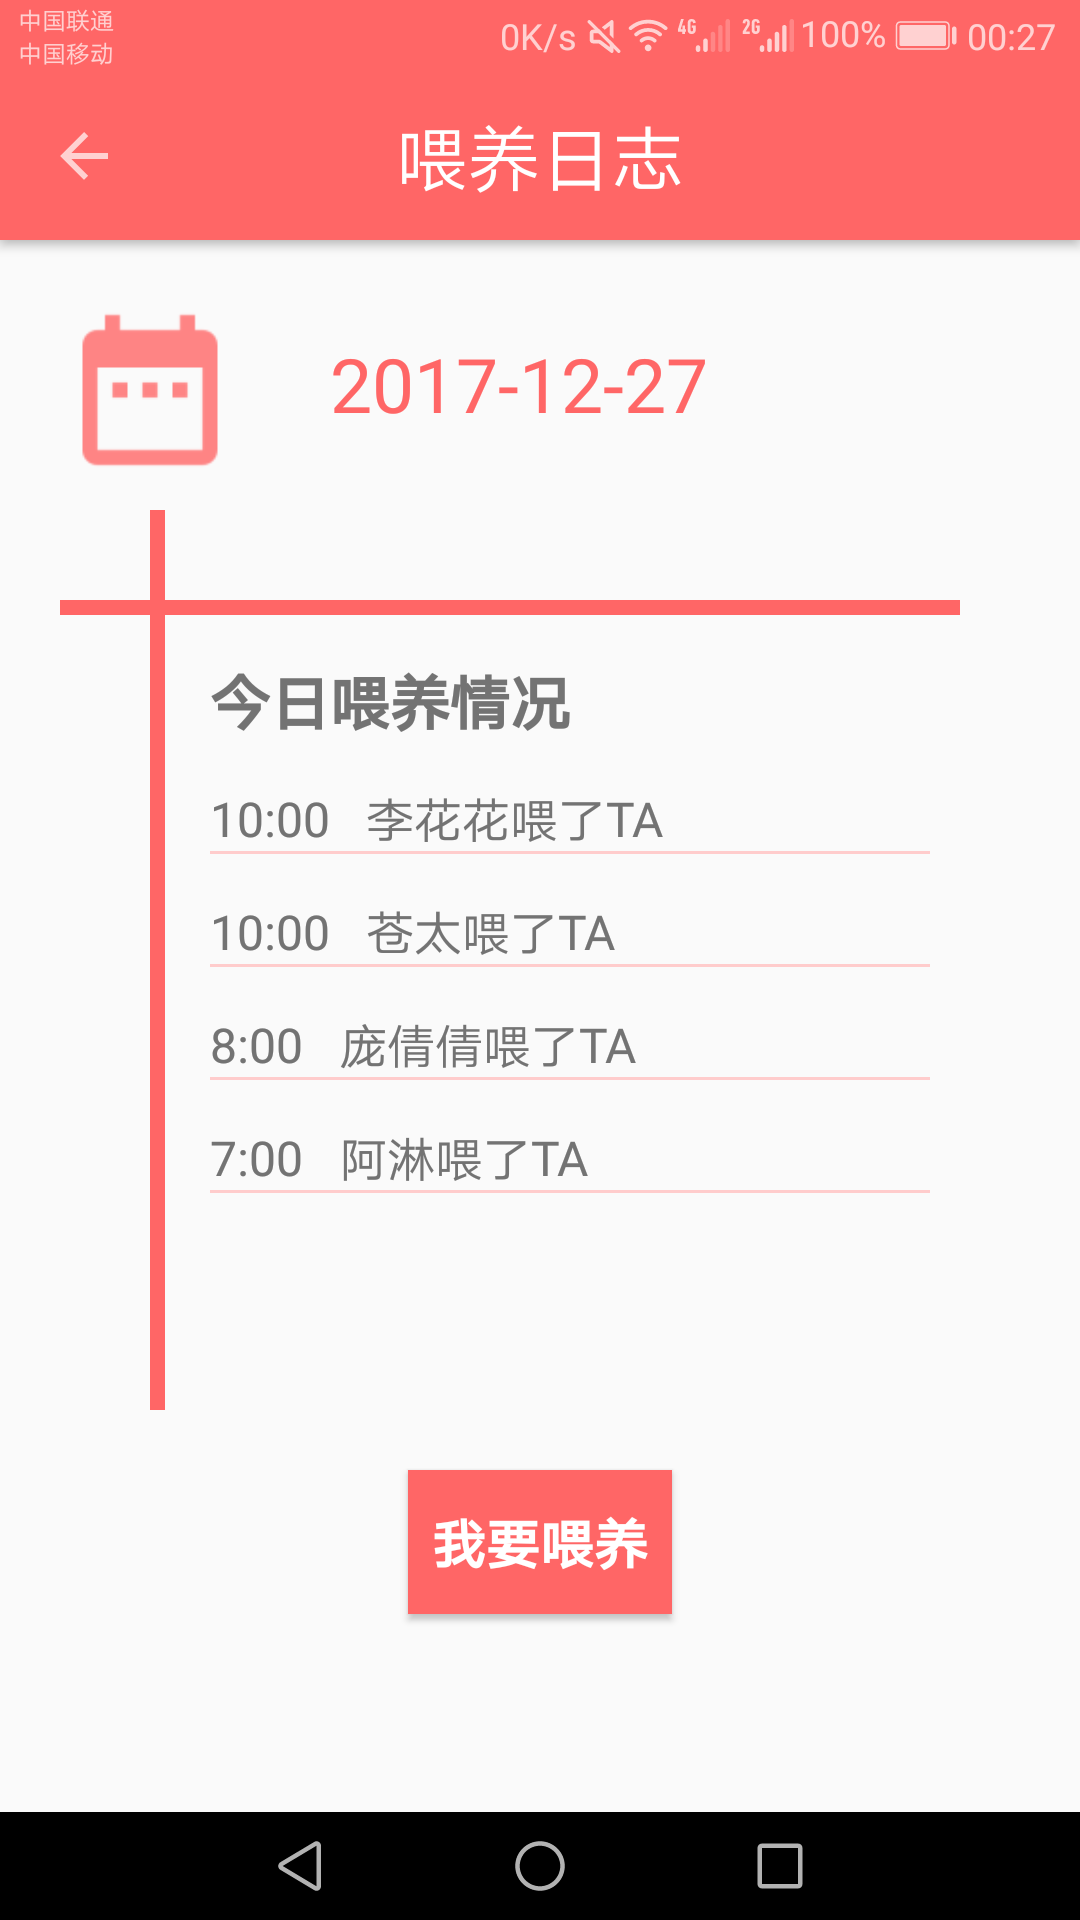 中国联通
中国移动
0K/s 4G 2G 100% 00:27
喂养日志
2017-12-27
今日喂养情况
10:00 李花花喂了TA
10:00 苍太喂了TA
8:00 庞倩倩喂了TA
7:00 阿淋喂了TA
我要喂养